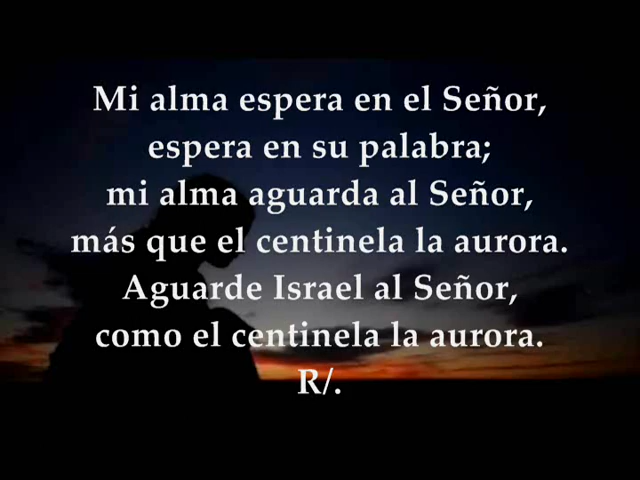 Mi alma espera en el Señor,
espera en su palabra;
mi alma aguarda al Señor,
más que el centinela la aurora.
Aguarde Israel al Señor,
como el centinela la aurora.
R/.